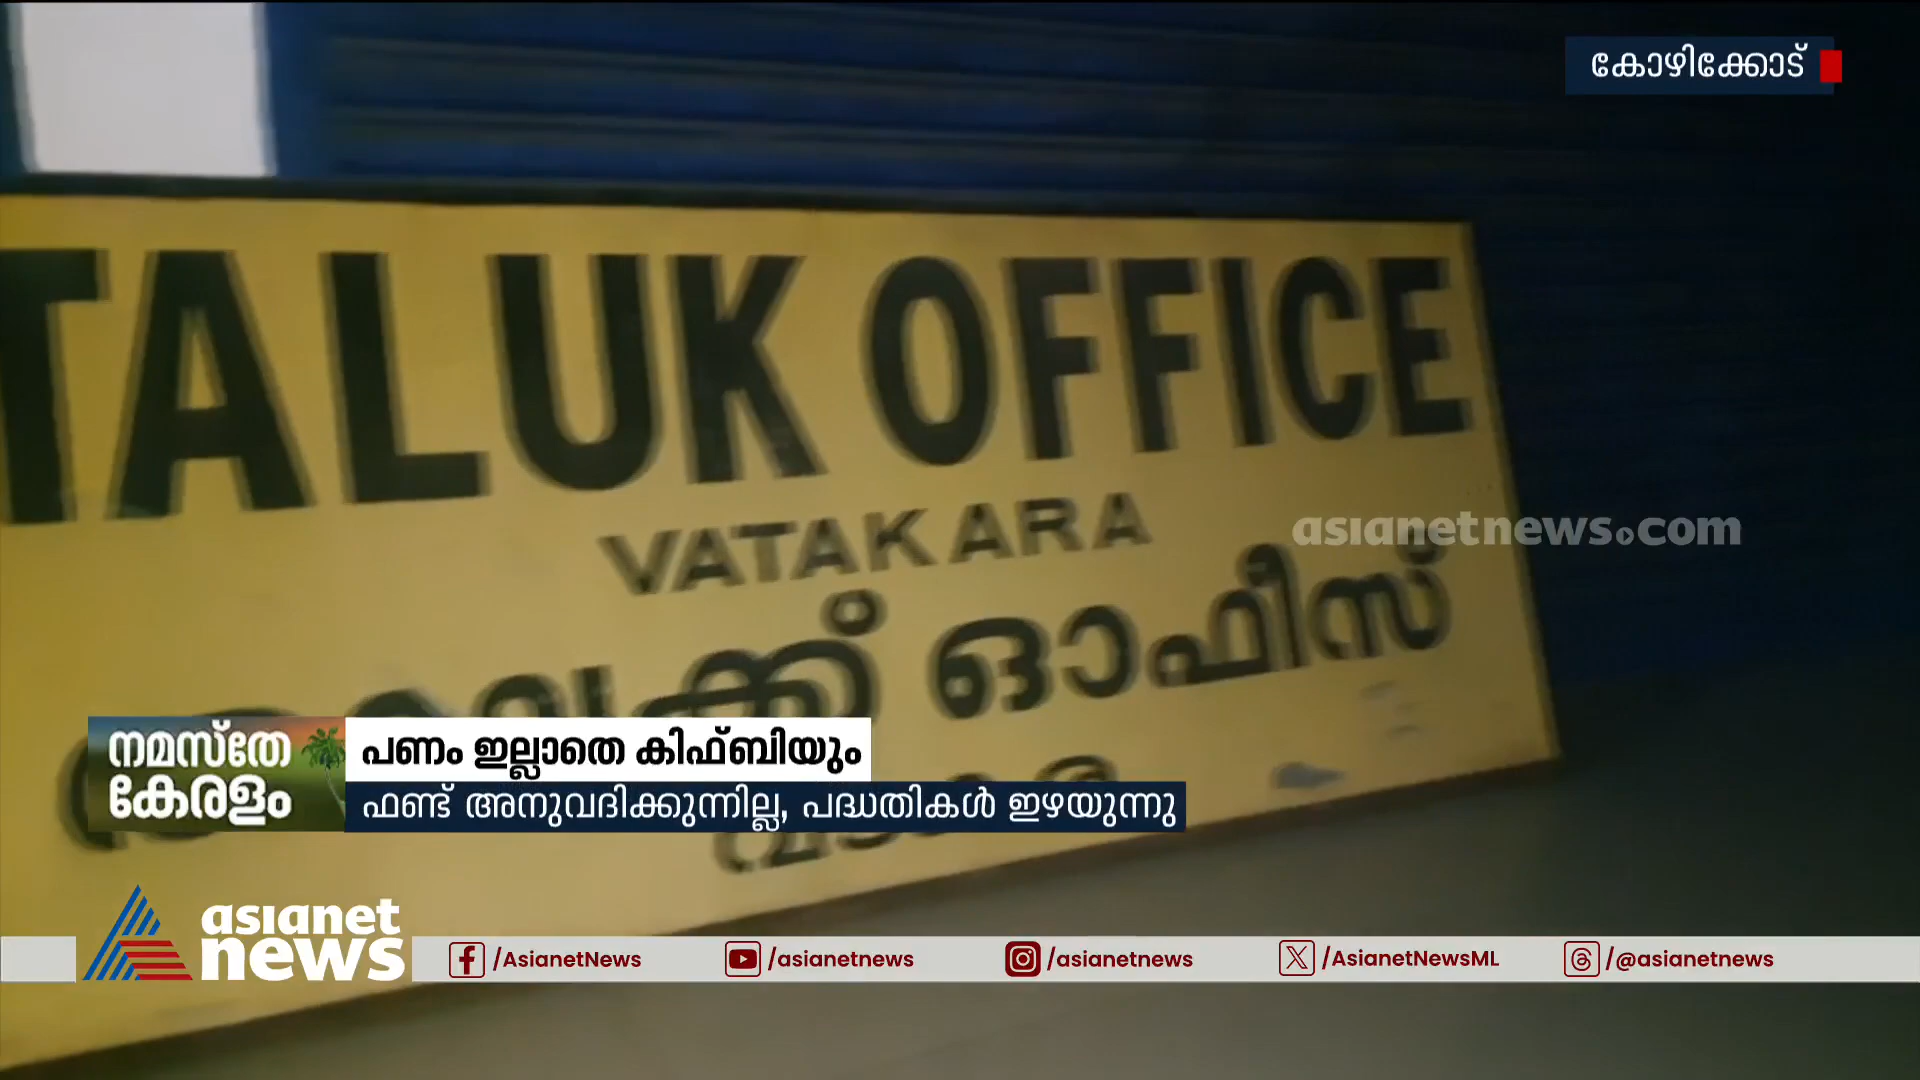 കോഴിക്കോട്
TALUK OFFICE
VATAKARA
asianetnews.com
താലൂക്ക് ഓഫീസ്
നമസ്തേ
കേരളം
പണം ഇല്ലാതെ കിഫ്ബിയും
ഫണ്ട് അനുവദിക്കുന്നില്ല, പദ്ധതികൾ ഇഴയുന്നു
asianet
news
/AsianetNews
/asianetnews
/asianetnews
/AsianetNewsML
/@asianetnews